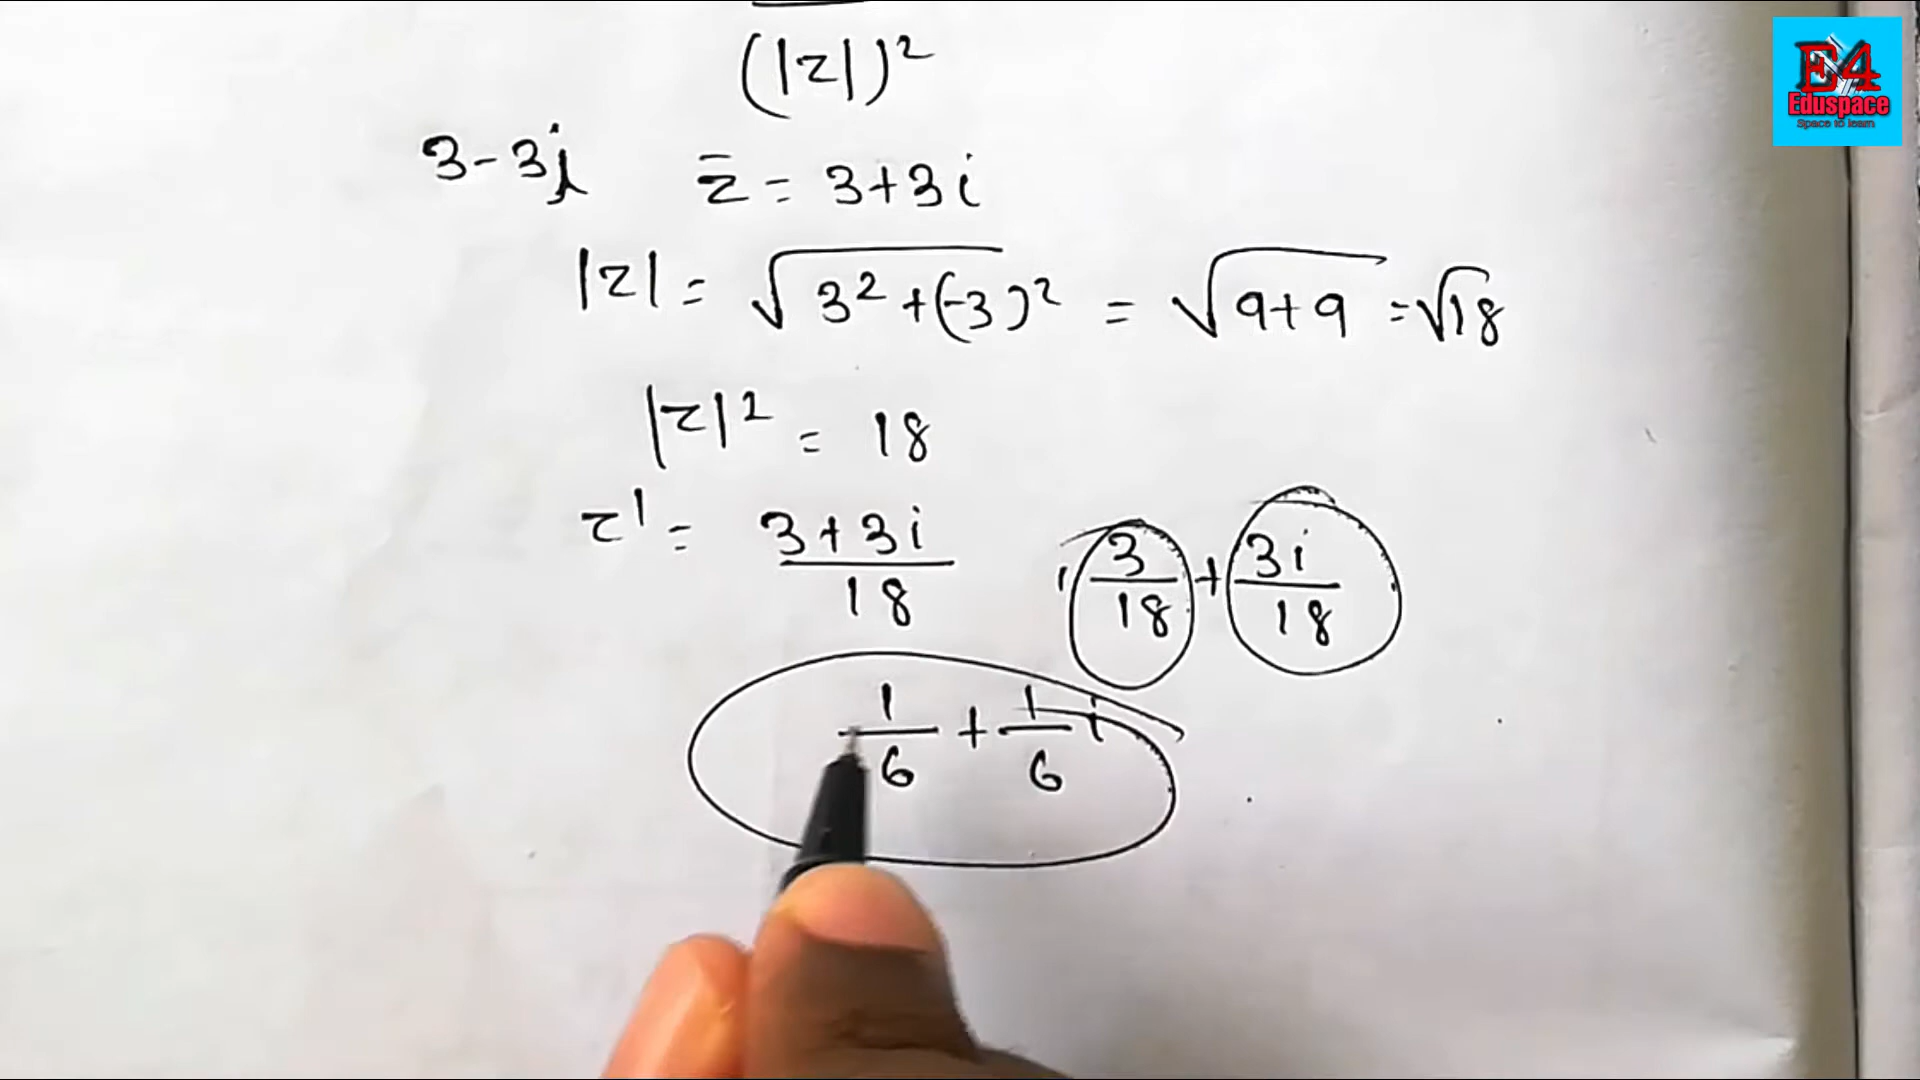 E4
Eduspace
Space to learn
(|z|)²
3-3i z̄ = 3+3i
|z| = √3²+(-3)² = √9+9 = √18
|z|² = 18
z' = 3+3i/18 3/18 + 3i/18
1/6 + 1/6 i